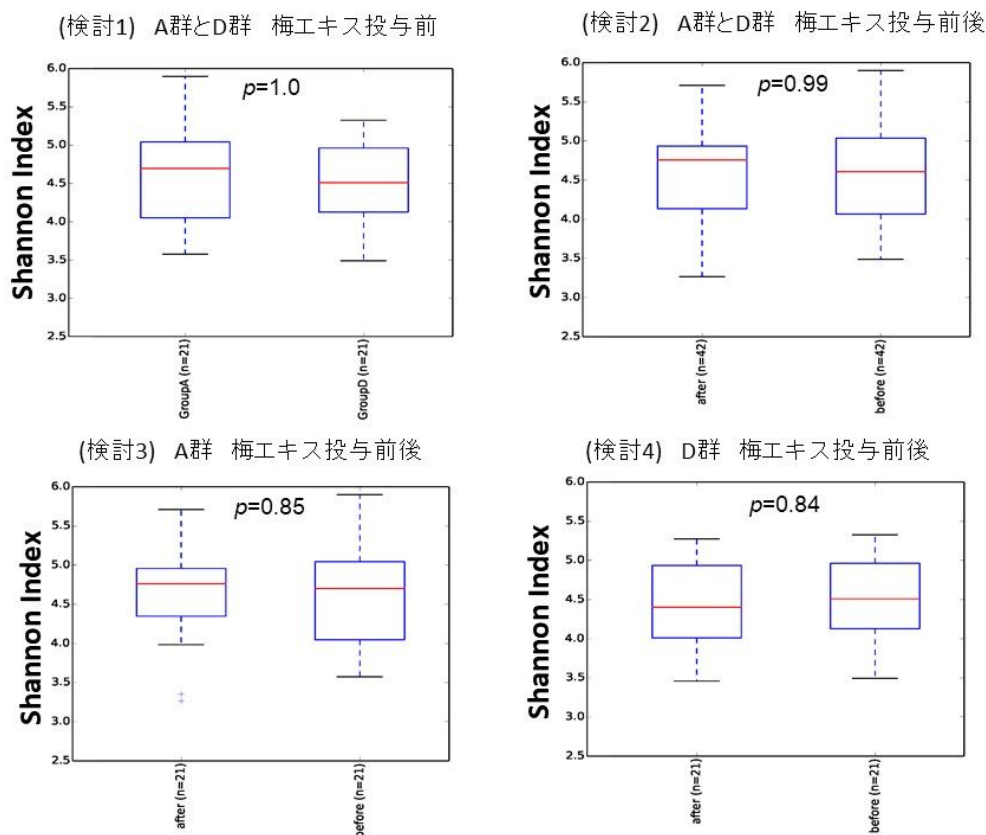 (検討1) A群とD群 梅エキス投与前
p=1.0
Shannon Index
6.0
5.5
5.0
4.5
4.0
3.5
3.0
2.5
GroupA (n=21)
GroupD (n=21)
(検討2) A群とD群 梅エキス投与前後
p=0.99
Shannon Index
6.0
5.5
5.0
4.5
4.0
3.5
3.0
2.5
after (n=42)
before (n=42)
(検討3) A群 梅エキス投与前後
p=0.85
Shannon Index
6.0
5.5
5.0
4.5
4.0
3.5
3.0
2.5
after (n=21)
before (n=21)
(検討4) D群 梅エキス投与前後
p=0.84
Shannon Index
6.0
5.5
5.0
4.5
4.0
3.5
3.0
2.5
after (n=21)
before (n=21)